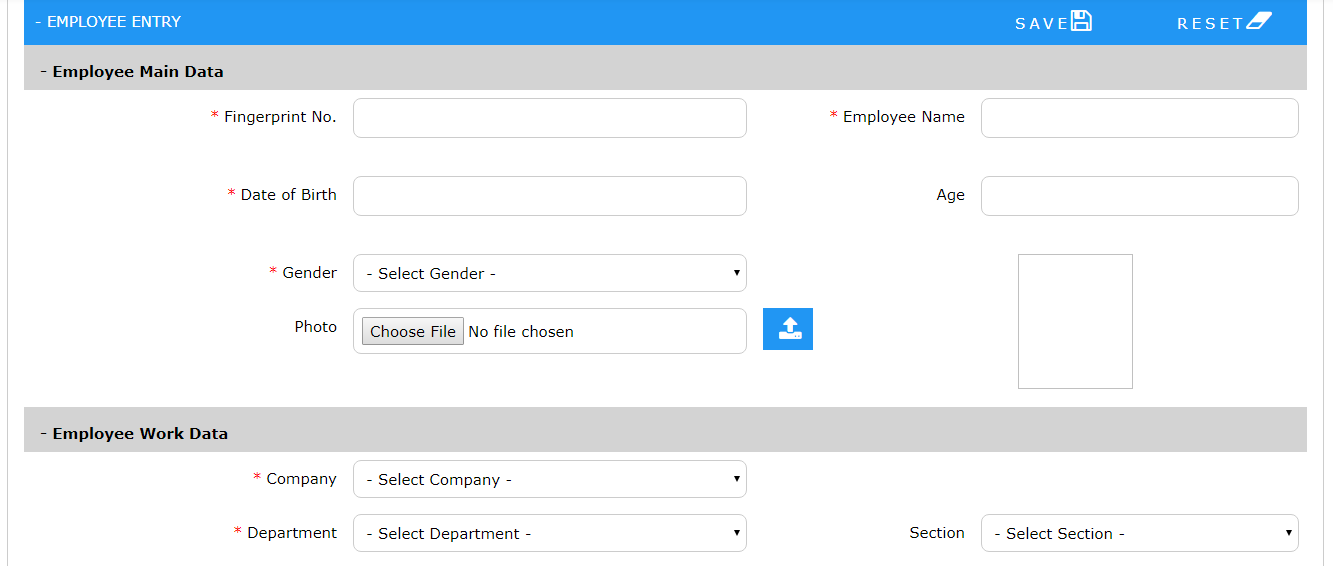 - EMPLOYEE ENTRY SAVE RESET
- Employee Main Data
* Fingerprint No. * Employee Name
* Date of Birth Age
* Gender - Select Gender -
Photo Choose File No file chosen
- Employee Work Data
* Company - Select Company -
* Department - Select Department - Section - Select Section -